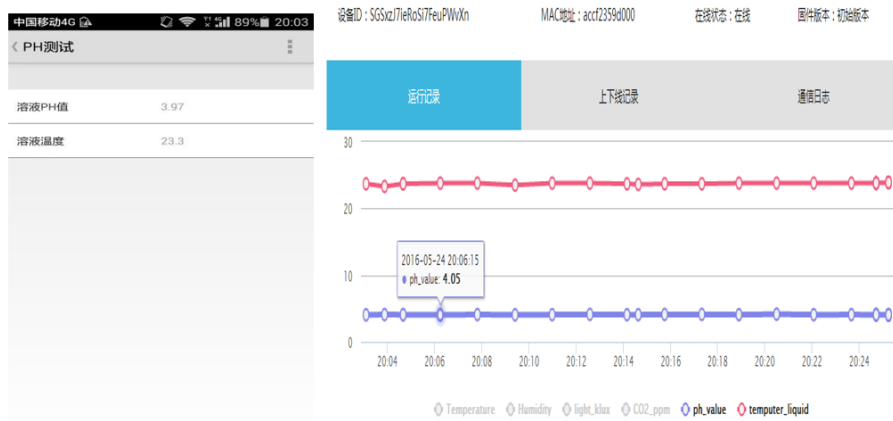 中国移动4G 89% 20:03
PH测试
溶液PH值 3.97
溶液温度 23.3
设备ID : SGSxzJ7ieRoSi7FeuPWvXn MAC地址 : accf2359d000 在线状态 : 在线 固件版本 : 初始版本
运行记录 上下线记录 通信日志
30
20
10
0
2016-05-24 20:06:15
ph_value: 4.05
20:04 20:06 20:08 20:10 20:12 20:14 20:16 20:18 20:20 20:22 20:24
Temperature Humidity light_klux CO2_ppm ph_value temputer_liquid